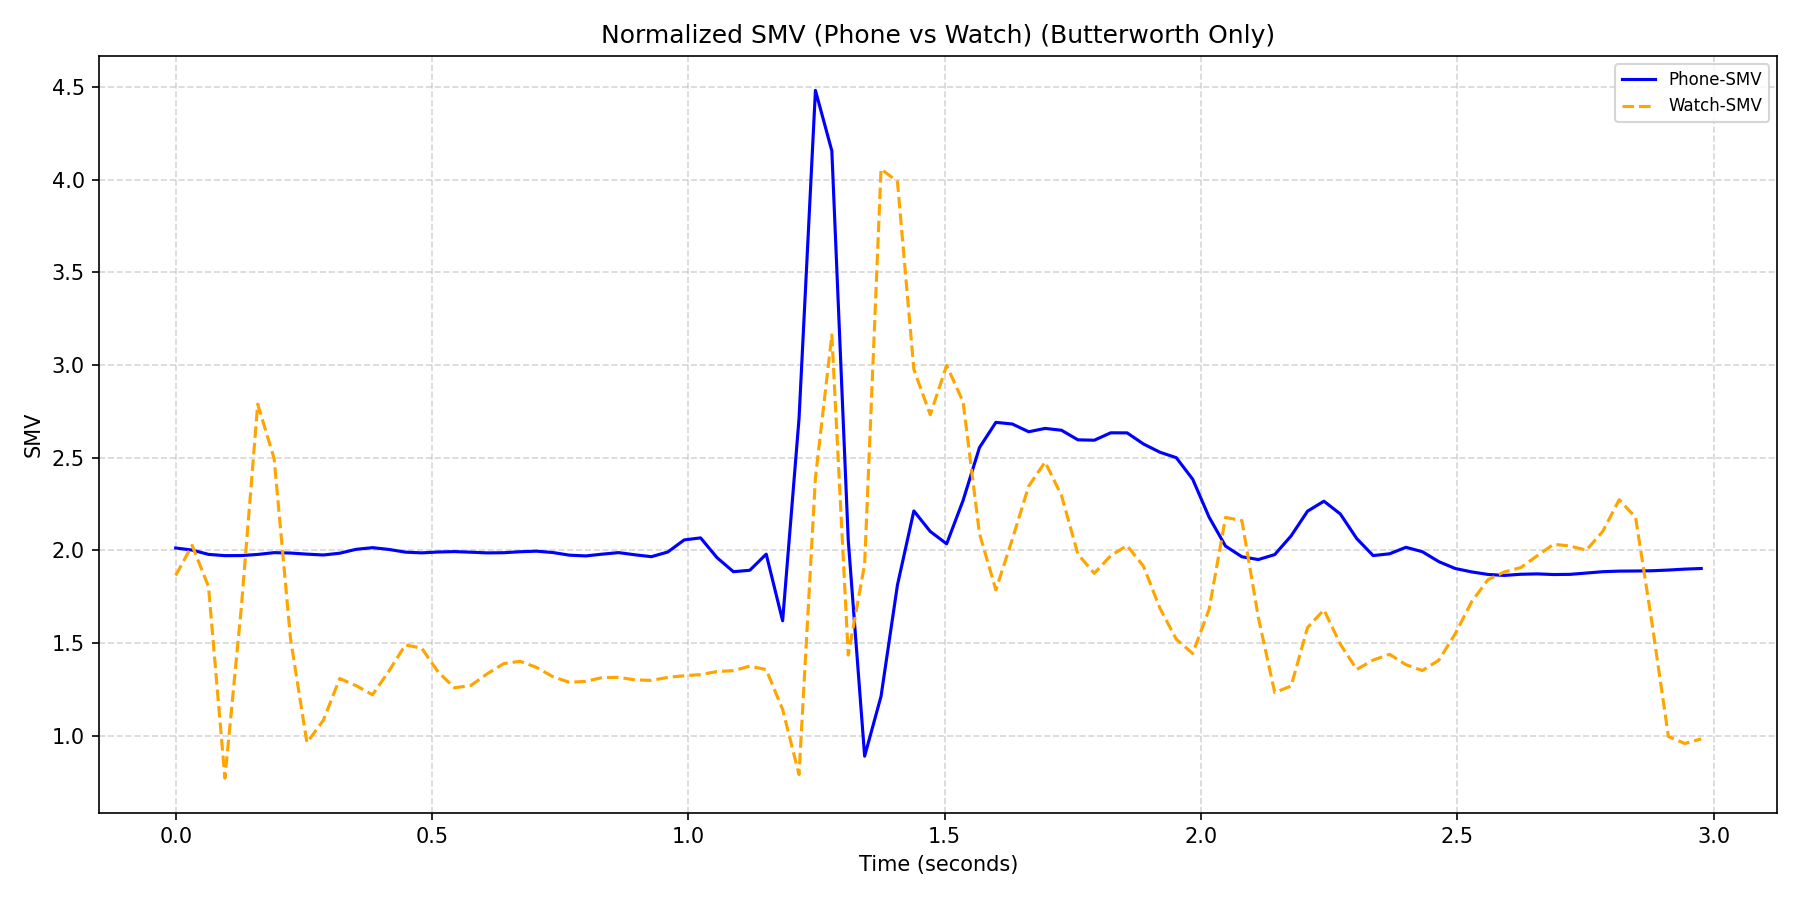 Normalized SMV (Phone vs Watch) (Butterworth Only)
Phone-SMV
Watch-SMV
4.5
4.0
3.5
3.0
2.5
2.0
1.5
1.0
SMV
0.0 0.5 1.0 1.5 2.0 2.5 3.0
Time (seconds)